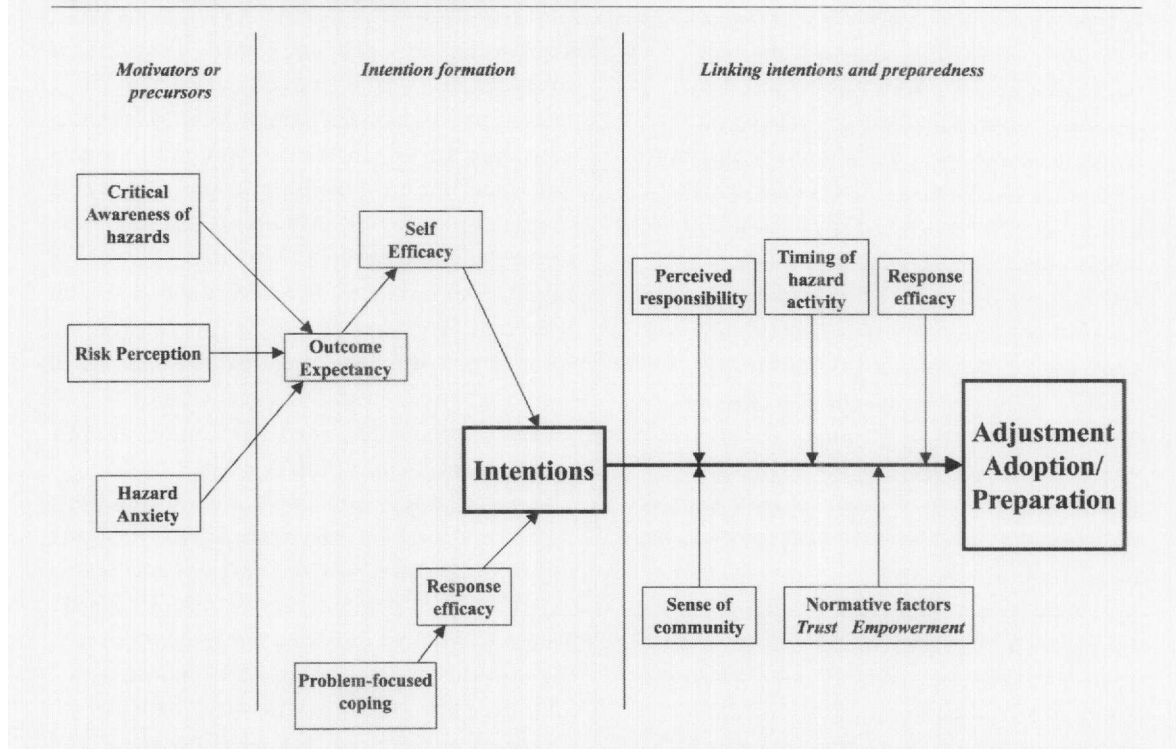 Motivators or
precursors
Intention formation
Linking intentions and preparedness
Critical
Awareness of
hazards
Risk Perception
Hazard
Anxiety
Self
Efficacy
Outcome
Expectancy
Intentions
Response
efficacy
Problem-focused
coping
Perceived
responsibility
Timing of
hazard
activity
Response
efficacy
Sense of
community
Normative factors
Trust Empowerment
Adjustment
Adoption/
Preparation